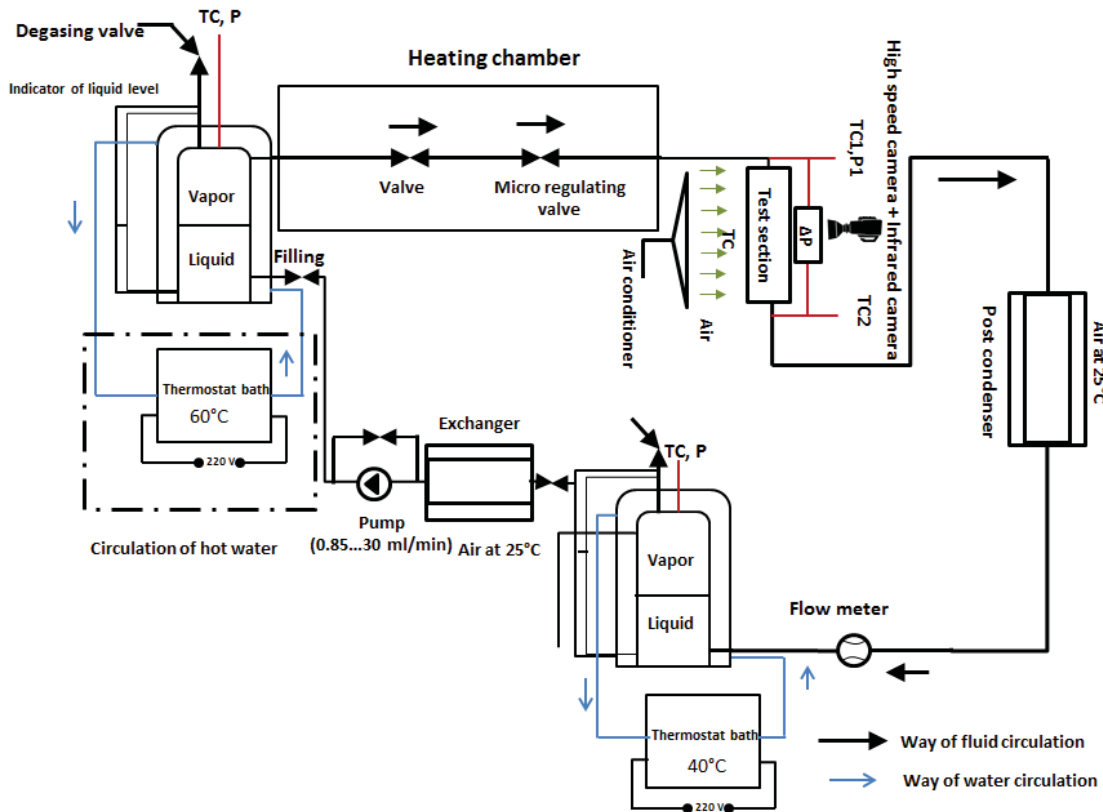 TC, P
Degasing valve
Indicator of liquid level
Heating chamber
Valve
Micro regulating
valve
Vapor
Liquid
Filling
Air conditioner
Air
TC
Test section
ΔP
TC1,P1
TC2
High speed camera + Infrared camera
Post condenser
Air at 25°C
Thermostat bath
60°C
220 V
Circulation of hot water
Exchanger
Pump
(0.85...30 ml/min)
Air at 25°C
TC, P
Vapor
Liquid
Flow meter
Thermostat bath
40°C
220 V
Way of fluid circulation
Way of water circulation